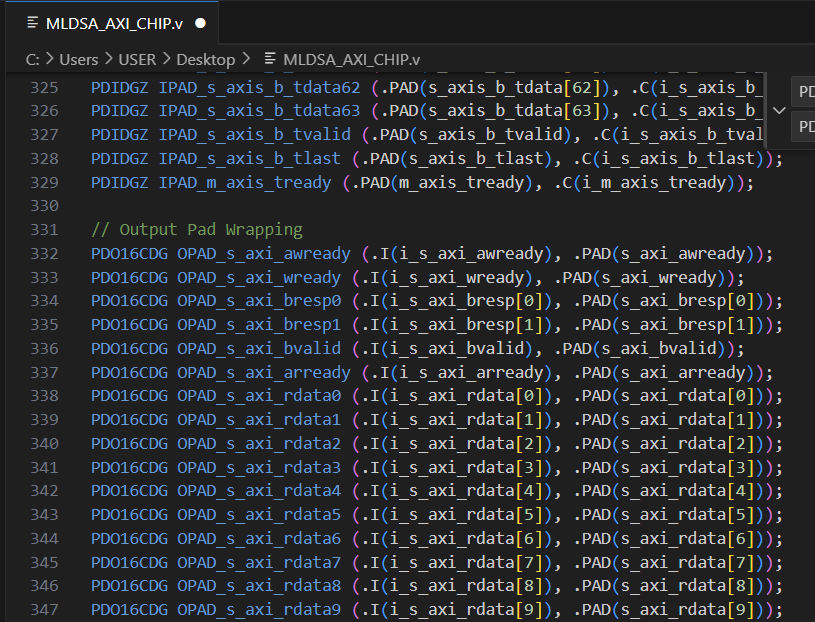 MLDSA_AXI_CHIP.v
C: > Users > USER > Desktop > MLDSA_AXI_CHIP.v
325 PDIDGZ IPAD_s_axis_b_tdata62 (.PAD(s_axis_b_tdata[62]), .C(i_s_axis_b_
PD
326 PDIDGZ IPAD_s_axis_b_tdata63 (.PAD(s_axis_b_tdata[63]), .C(i_s_axis_b_
327 PDIDGZ IPAD_s_axis_b_tvalid (.PAD(s_axis_b_tvalid), .C(i_s_axis_b_tval
PD
328 PDIDGZ IPAD_s_axis_b_tlast (.PAD(s_axis_b_tlast), .C(i_s_axis_b_tlast));
329 PDIDGZ IPAD_m_axis_tready (.PAD(m_axis_tready), .C(i_m_axis_tready));
330
331 // Output Pad Wrapping
332 PDO16CDG OPAD_s_axi_awready (.I(i_s_axi_awready), .PAD(s_axi_awready));
333 PDO16CDG OPAD_s_axi_wready (.I(i_s_axi_wready), .PAD(s_axi_wready));
334 PDO16CDG OPAD_s_axi_bresp0 (.I(i_s_axi_bresp[0]), .PAD(s_axi_bresp[0]));
335 PDO16CDG OPAD_s_axi_bresp1 (.I(i_s_axi_bresp[1]), .PAD(s_axi_bresp[1]));
336 PDO16CDG OPAD_s_axi_bvalid (.I(i_s_axi_bvalid), .PAD(s_axi_bvalid));
337 PDO16CDG OPAD_s_axi_arready (.I(i_s_axi_arready), .PAD(s_axi_arready));
338 PDO16CDG OPAD_s_axi_rdata0 (.I(i_s_axi_rdata[0]), .PAD(s_axi_rdata[0]));
339 PDO16CDG OPAD_s_axi_rdata1 (.I(i_s_axi_rdata[1]), .PAD(s_axi_rdata[1]));
340 PDO16CDG OPAD_s_axi_rdata2 (.I(i_s_axi_rdata[2]), .PAD(s_axi_rdata[2]));
341 PDO16CDG OPAD_s_axi_rdata3 (.I(i_s_axi_rdata[3]), .PAD(s_axi_rdata[3]));
342 PDO16CDG OPAD_s_axi_rdata4 (.I(i_s_axi_rdata[4]), .PAD(s_axi_rdata[4]));
343 PDO16CDG OPAD_s_axi_rdata5 (.I(i_s_axi_rdata[5]), .PAD(s_axi_rdata[5]));
344 PDO16CDG OPAD_s_axi_rdata6 (.I(i_s_axi_rdata[6]), .PAD(s_axi_rdata[6]));
345 PDO16CDG OPAD_s_axi_rdata7 (.I(i_s_axi_rdata[7]), .PAD(s_axi_rdata[7]));
346 PDO16CDG OPAD_s_axi_rdata8 (.I(i_s_axi_rdata[8]), .PAD(s_axi_rdata[8]));
347 PDO16CDG OPAD_s_axi_rdata9 (.I(i_s_axi_rdata[9]), .PAD(s_axi_rdata[9]));